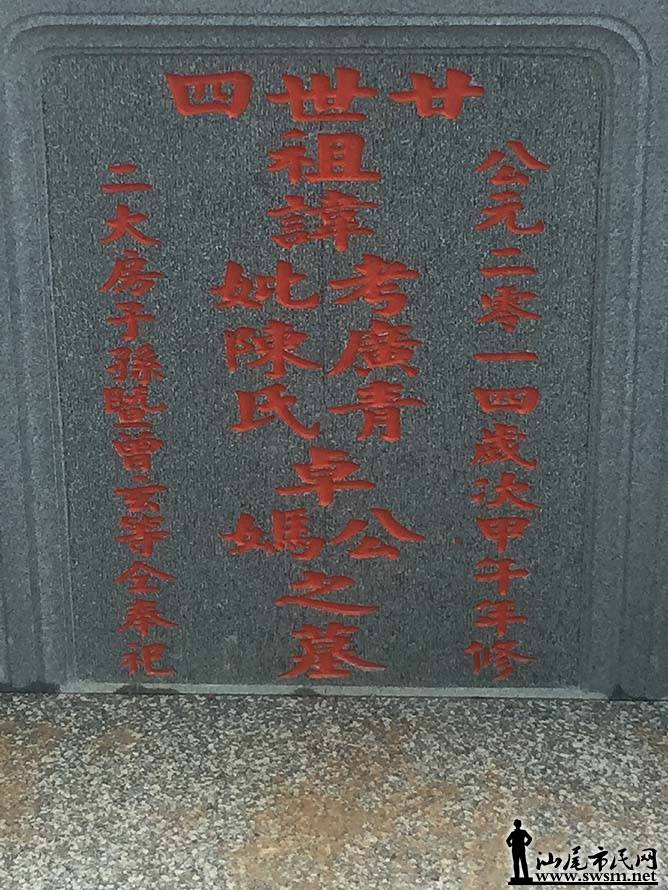 廿世四
公元二零一四歲次甲午年修
祖
諱
考廣青
妣陳氏
卓
公
媽
之墓
二大房子孫暨曾玄等仝奉祀
汕尾市民网
www.swsm.net